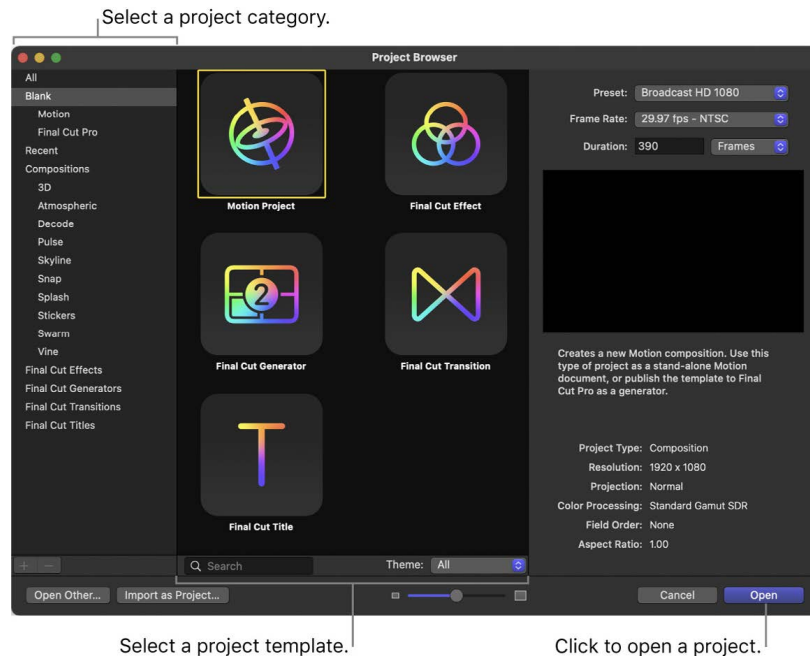 Select a project category.
Project Browser
All
Blank
Motion
Final Cut Pro
Recent
Compositions
3D
Atmospheric
Decode
Pulse
Skyline
Snap
Splash
Stickers
Swarm
Vine
Final Cut Effects
Final Cut Generators
Final Cut Transitions
Final Cut Titles
Motion Project
Final Cut Effect
2
Final Cut Generator
Final Cut Transition
T
Final Cut Title
Preset: Broadcast HD 1080
Frame Rate: 29.97 fps - NTSC
Duration: 390 Frames
Creates a new Motion composition. Use this
type of project as a stand-alone Motion
document, or publish the template to Final
Cut Pro as a generator.
Project Type: Composition
Resolution: 1920 x 1080
Projection: Normal
Color Processing: Standard Gamut SDR
Field Order: None
Aspect Ratio: 1.00
Search
Theme: All
Open Other... Import as Project...
Cancel Open
Select a project template.
Click to open a project.